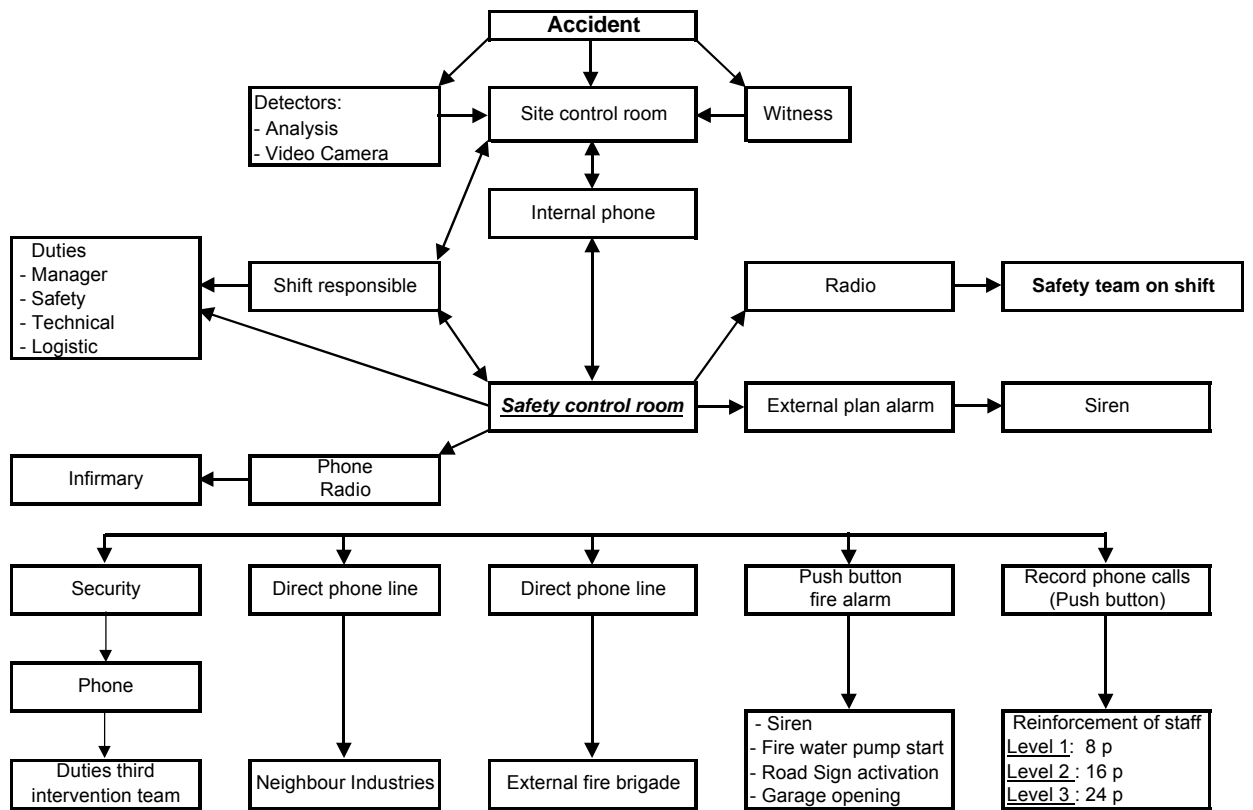 Accident
Detectors:
- Analysis
- Video Camera
Site control room
Witness
Internal phone
Duties
- Manager
- Safety
- Technical
- Logistic
Shift responsible
Radio
Safety team on shift
Safety control room
External plan alarm
Siren
Infirmary
Phone
Radio
Security
Direct phone line
Direct phone line
Push button
fire alarm
Record phone calls
(Push button)
Phone
Duties third
intervention team
Neighbour Industries
External fire brigade
- Siren
- Fire water pump start
- Road Sign activation
- Garage opening
Reinforcement of staff
Level 1: 8 p
Level 2 : 16 p
Level 3 : 24 p